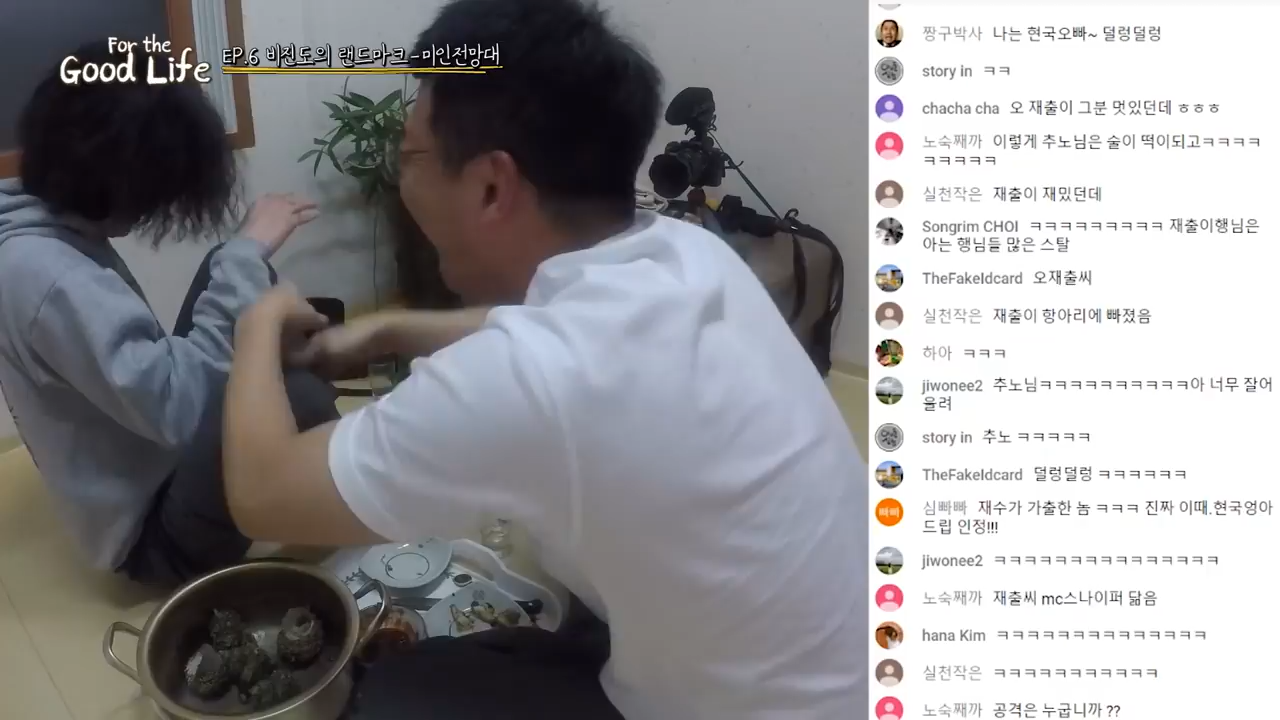 For the
Good Life
EP.6 비진도의 랜드마크-미인전망대
짱구박사 나는 현국오빠~ 덜렁덜렁
story in ㅋㅋ
chacha cha 오 재출이 그분 멋있던데 ㅎㅎㅎ
노숙째까 이렇게 추노님은 술이 떡이되고ㅋㅋㅋㅋ
ㅋㅋㅋㅋㅋ
실천작은 재출이 재밌던데
Songrim CHOI ㅋㅋㅋㅋㅋㅋㅋㅋㅋ 재출이행님은
아는 행님들 많은 스탈
TheFakeIdcard 오재출씨
실천작은 재출이 항아리에 빠졌음
하아 ㅋㅋㅋ
jiwonee2 추노님ㅋㅋㅋㅋㅋㅋㅋㅋㅋㅋ아 너무 잘어
울려
story in 추노 ㅋㅋㅋㅋㅋ
TheFakeIdcard 덜렁덜렁 ㅋㅋㅋㅋㅋㅋ
빠빠
심빠빠 재수가 가출한 놈 ㅋㅋㅋ 진짜 이때.현국엉아
드립 인정!!!
jiwonee2 ㅋㅋㅋㅋㅋㅋㅋㅋㅋㅋㅋㅋㅋㅋㅋ
노숙째까 재출씨 mc스나이퍼 닮음
hana Kim ㅋㅋㅋㅋㅋㅋㅋㅋㅋㅋㅋㅋㅋㅋ
실천작은 ㅋㅋㅋㅋㅋㅋㅋㅋㅋㅋㅋ
노숙째까 공격은 누굽니까 ??